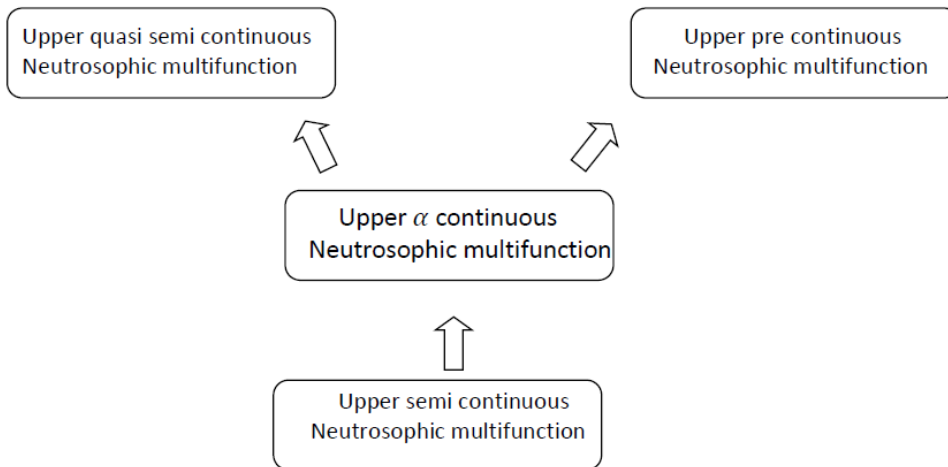 Upper quasi semi continuous
Neutrosophic multifunction
Upper pre continuous
Neutrosophic multifunction
Upper α continuous
Neutrosophic multifunction
Upper semi continuous
Neutrosophic multifunction